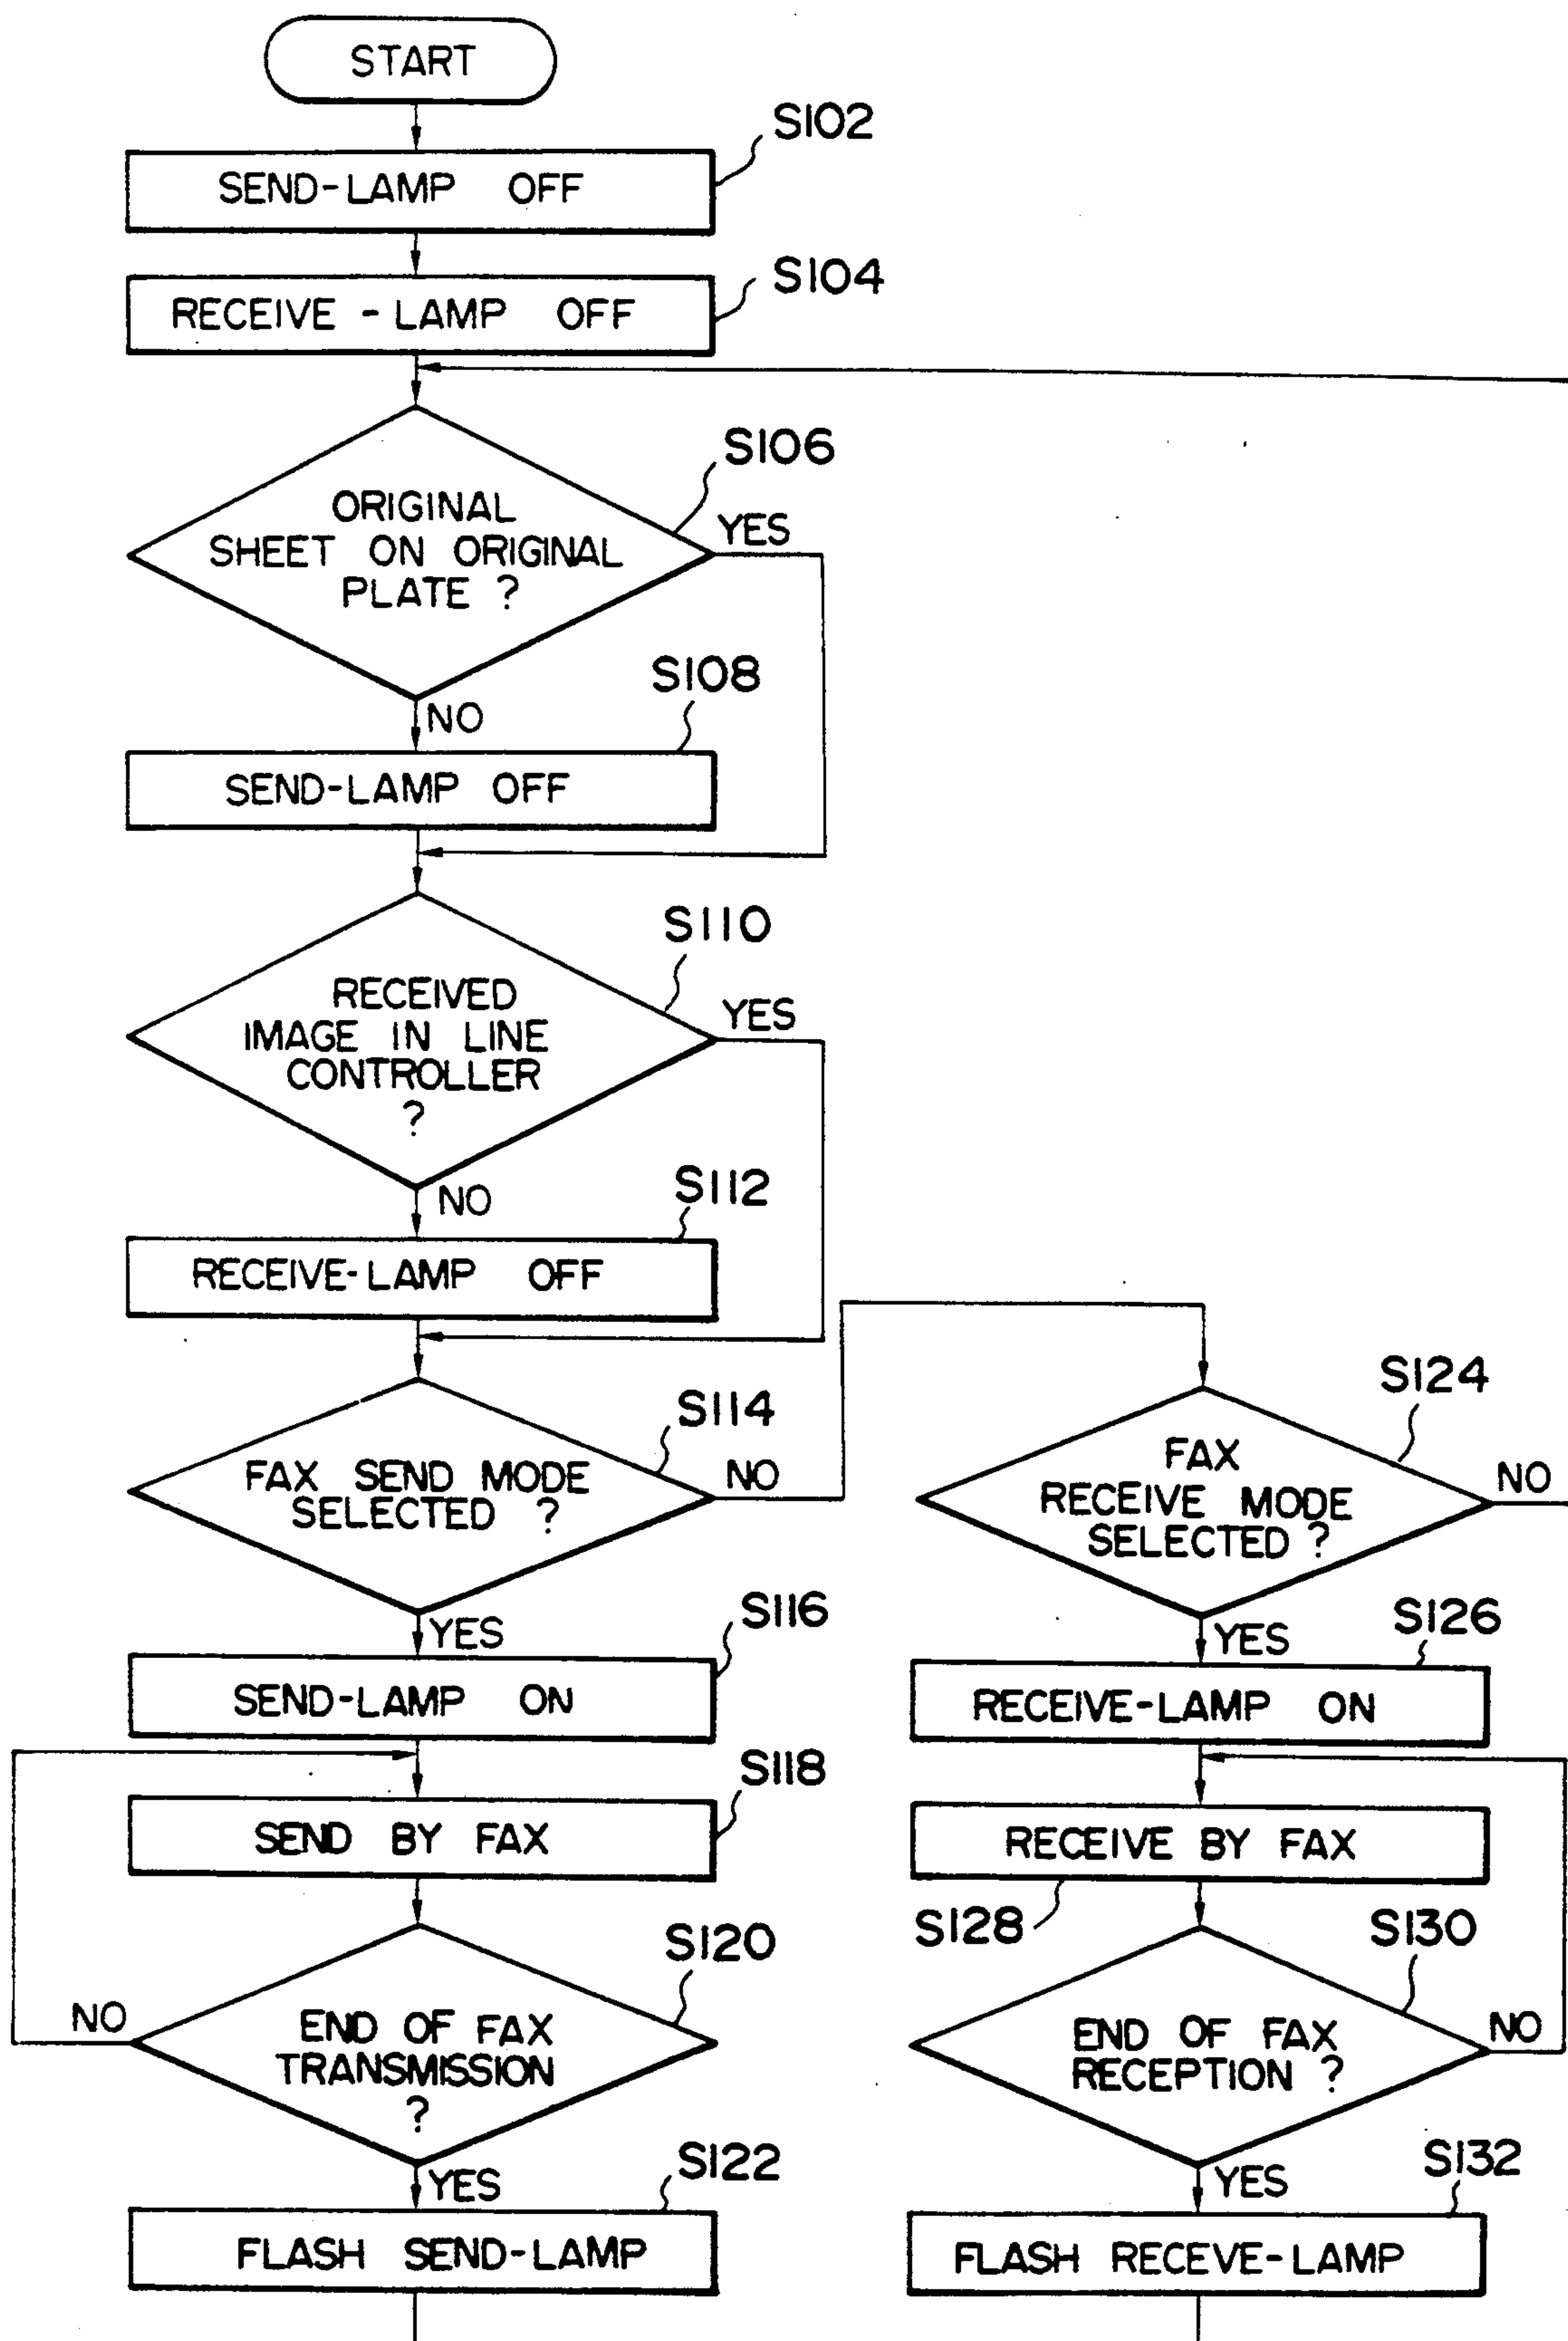 START
S102
SEND-LAMP OFF
S104
RECEIVE - LAMP OFF
S106
ORIGINAL
SHEET ON ORIGINAL
PLATE ?
YES
NO
S108
SEND-LAMP OFF
S110
RECEIVED
IMAGE IN LINE
CONTROLLER
?
YES
NO
S112
RECEIVE-LAMP OFF
S114
FAX SEND MODE
SELECTED ?
NO
YES
S116
SEND-LAMP ON
S118
SEND BY FAX
S120
END OF FAX
TRANSMISSION
?
NO
YES
S122
FLASH SEND-LAMP
S124
FAX
RECEIVE MODE
SELECTED ?
NO
YES
S126
RECEIVE-LAMP ON
RECEIVE BY FAX
S128
S130
END OF FAX
RECEPTION ?
NO
YES
S132
FLASH RECEVE-LAMP